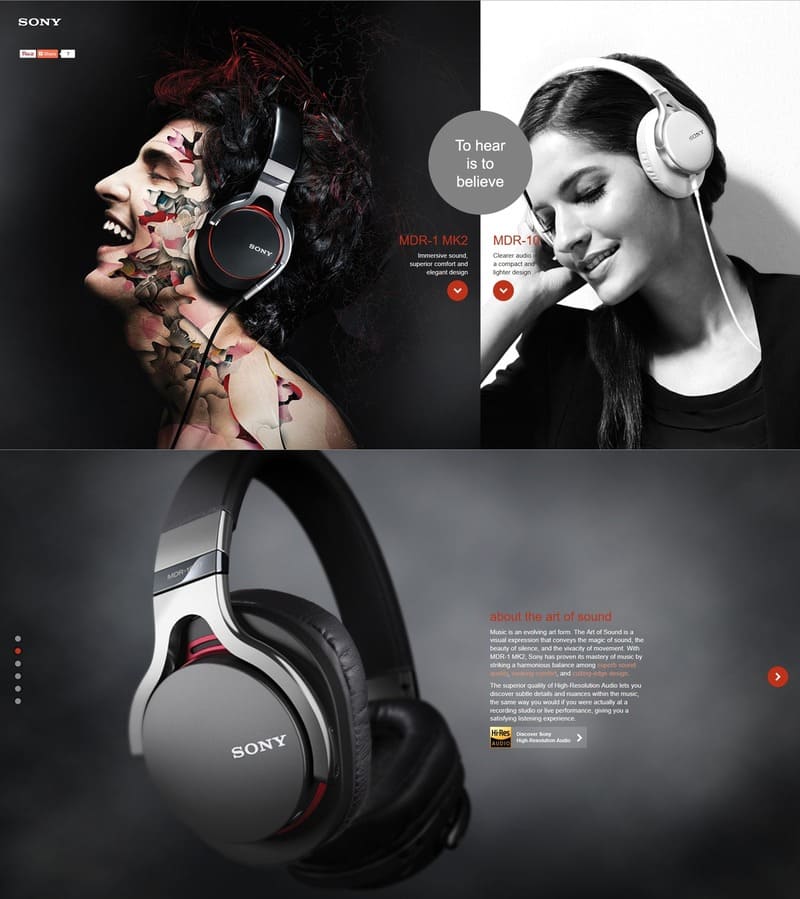 SONY
Pin it
Share
To hear
is to
believe
SONY
SONY
MDR-1 MK2
Immersive sound,
superior comfort and
elegant design
MDR-10
Clearer audio
a compact and
lighter design
MDR-1
SONY
about the art of sound
Music is an evolving art form. The Art of Sound is a
visual expression that conveys the magic of sound, the
beauty of silence, and the vivacity of movement. With
MDR-1 MK2, Sony has proven its mastery of music by
striking a harmonious balance among superb sound
quality, wearing comfort, and cutting-edge design.
The superior quality of High-Resolution Audio lets you
discover subtle details and nuances within the music,
the same way you would if you were actually at a
recording studio or live performance, giving you a
satisfying listening experience.
Hi-Res
AUDIO
Discover Sony
High Resolution Audio